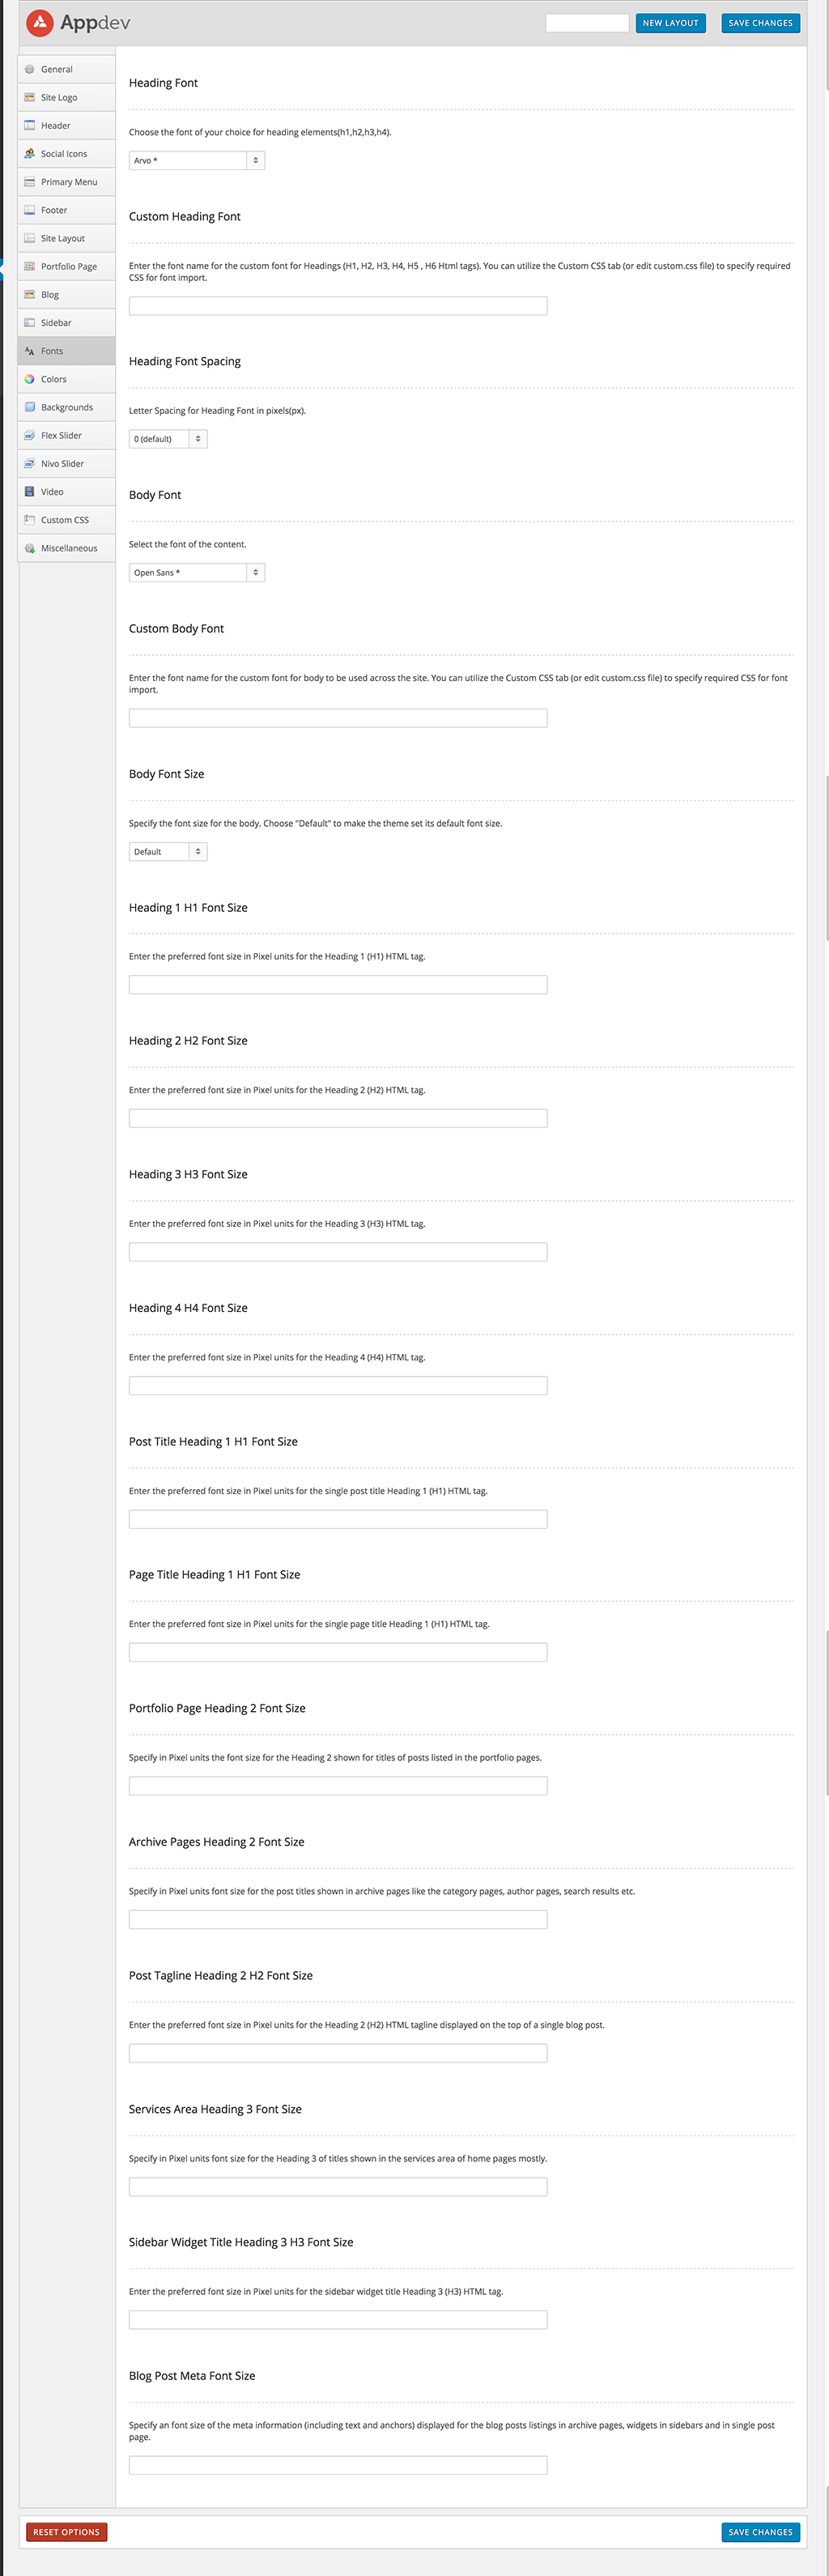 Appdev
NEW LAYOUT
SAVE CHANGES
General
Site Logo
Header
Social Icons
Primary Menu
Footer
Site Layout
Portfolio Page
Blog
Sidebar
Fonts
Colors
Backgrounds
Flex Slider
Nivo Slider
Video
Custom CSS
Miscellaneous
Heading Font
Choose the font of your choice for heading elements(h1,h2,h3,h4).
Arvo *
Custom Heading Font
Enter the font name for the custom font for Headings (H1, H2, H3, H4, H5 , H6 Html tags). You can utilize the Custom CSS tab (or edit custom.css file) to specify required
CSS for font import.
Heading Font Spacing
Letter Spacing for Heading Font in pixels(px).
0 (default)
Body Font
Select the font of the content.
Open Sans *
Custom Body Font
Enter the font name for the custom font for body to be used across the site. You can utilize the Custom CSS tab (or edit custom.css file) to specify required CSS for font
import.
Body Font Size
Specify the font size for the body. Choose "Default" to make the theme set its default font size.
Default
Heading 1 H1 Font Size
Enter the preferred font size in Pixel units for the Heading 1 (H1) HTML tag.
Heading 2 H2 Font Size
Enter the preferred font size in Pixel units for the Heading 2 (H2) HTML tag.
Heading 3 H3 Font Size
Enter the preferred font size in Pixel units for the Heading 3 (H3) HTML tag.
Heading 4 H4 Font Size
Enter the preferred font size in Pixel units for the Heading 4 (H4) HTML tag.
Post Title Heading 1 H1 Font Size
Enter the preferred font size in Pixel units for the single post title Heading 1 (H1) HTML tag.
Page Title Heading 1 H1 Font Size
Enter the preferred font size in Pixel units for the single page title Heading 1 (H1) HTML tag.
Portfolio Page Heading 2 Font Size
Specify in Pixel units the font size for the Heading 2 shown for titles of posts listed in the portfolio pages.
Archive Pages Heading 2 Font Size
Specify in Pixel units font size for the post titles shown in archive pages like the category pages, author pages, search results etc.
Post Tagline Heading 2 H2 Font Size
Enter the preferred font size in Pixel units for the Heading 2 (H2) HTML tagline displayed on the top of a single blog post.
Services Area Heading 3 Font Size
Specify in Pixel units font size for the Heading 3 of titles shown in the services area of home pages mostly.
Sidebar Widget Title Heading 3 H3 Font Size
Enter the preferred font size in Pixel units for the sidebar widget title Heading 3 (H3) HTML tag.
Blog Post Meta Font Size
Specify an font size of the meta information (including text and anchors) displayed for the blog posts listings in archive pages, widgets in sidebars and in single post
page.
RESET OPTIONS
SAVE CHANGES